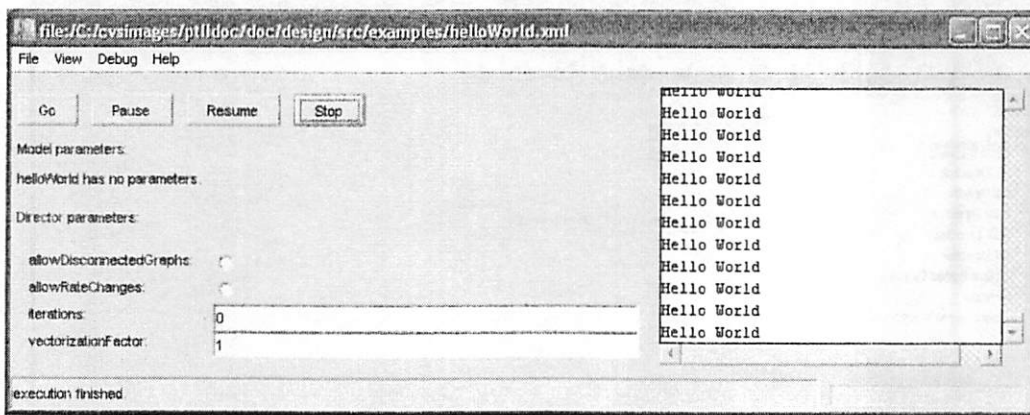 file:/C:/cvsimages/ptIIdoc/doc/design/src/examples/helloWorld.xml
File View Debug Help
Go Pause Resume Stop
Model parameters:
helloWorld has no parameters.
Director parameters:
allowDisconnectedGraphs:
allowRateChanges:
iterations: 0
vectorizationFactor: 1
Hello World
Hello World
Hello World
Hello World
Hello World
Hello World
Hello World
Hello World
Hello World
Hello World
Hello World
Hello World
execution finished.